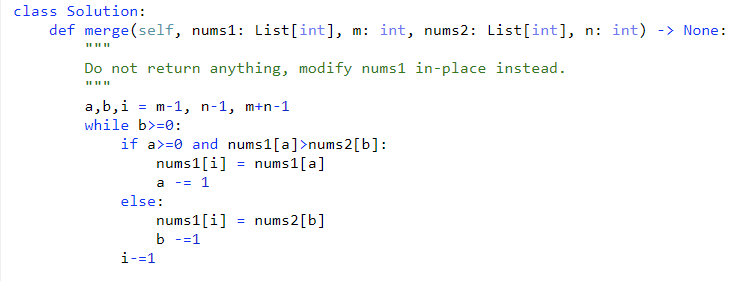 class Solution:
    def merge(self, nums1: List[int], m: int, nums2: List[int], n: int) -> None:
        """
        Do not return anything, modify nums1 in-place instead.
        """
        a,b,i = m-1, n-1, m+n-1
        while b>=0:
            if a>=0 and nums1[a]>nums2[b]:
                nums1[i] = nums1[a]
                a -= 1
            else:
                nums1[i] = nums2[b]
                b -=1
            i-=1